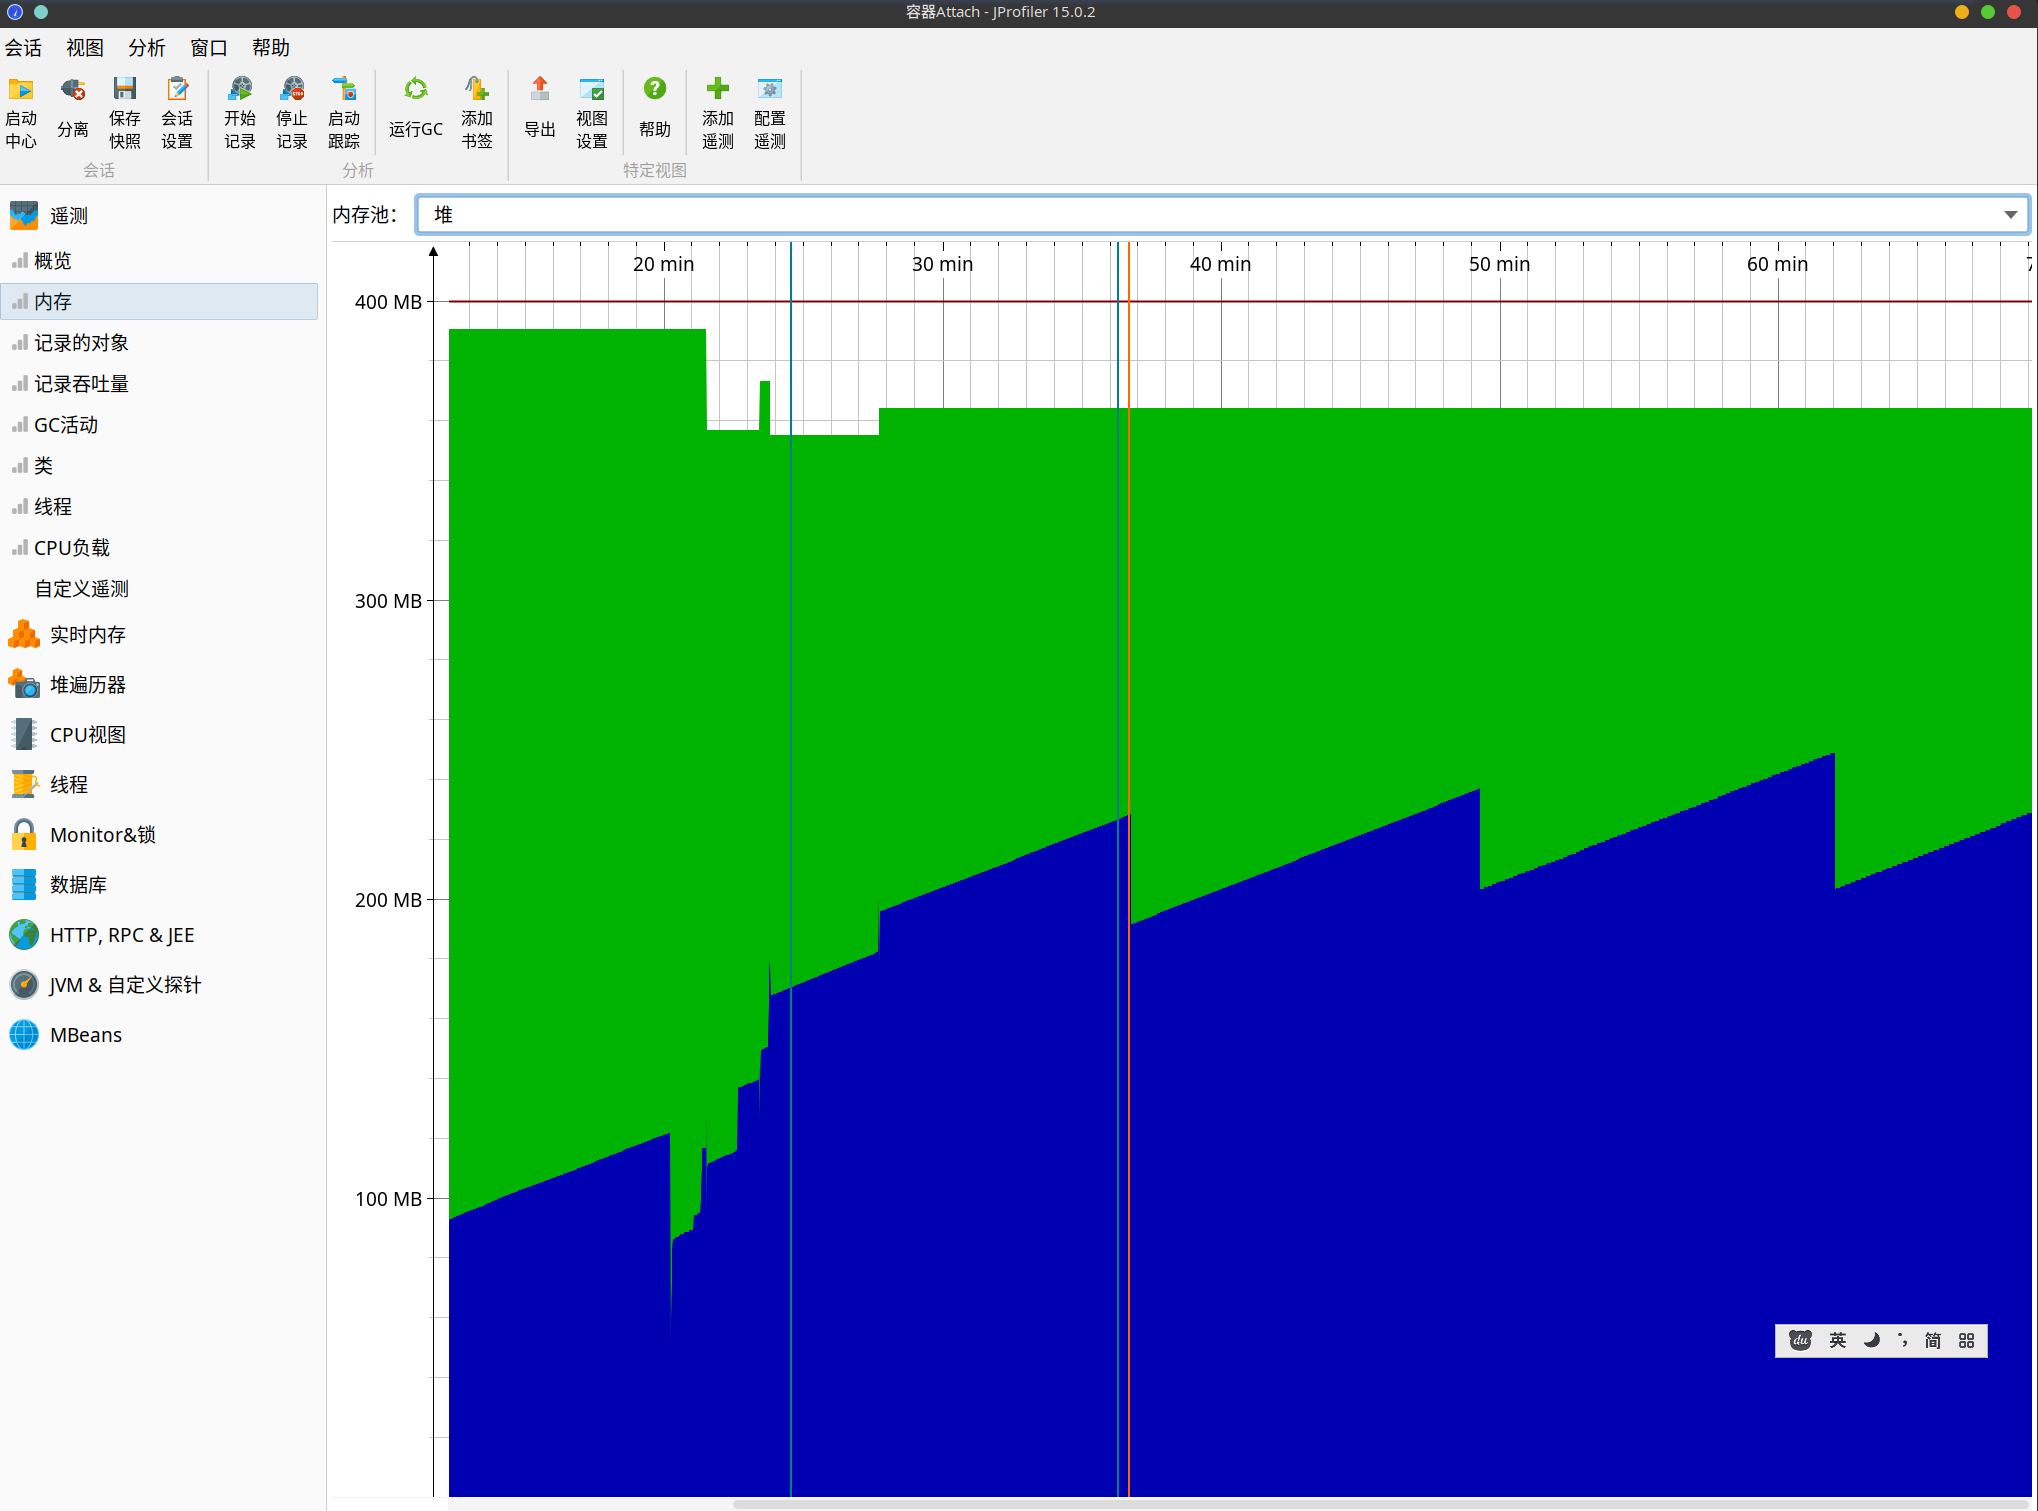 容器Attach - JProfiler 15.0.2
会话 视图 分析 窗口 帮助
启动中心 分离 保存快照 会话设置 开始记录 停止记录 启动跟踪 运行GC 添加书签 导出 视图设置 帮助 添加遥测 配置遥测
会话 分析 特定视图
遥测
概览
内存
记录的对象
记录吞吐量
GC活动
类
线程
CPU负载
自定义遥测
实时内存
堆遍历器
CPU视图
线程
Monitor&锁
数据库
HTTP, RPC & JEE
JVM & 自定义探针
MBeans
内存池： 堆
20 min 30 min 40 min 50 min 60 min 7
400 MB
300 MB
200 MB
100 MB
du 英 简